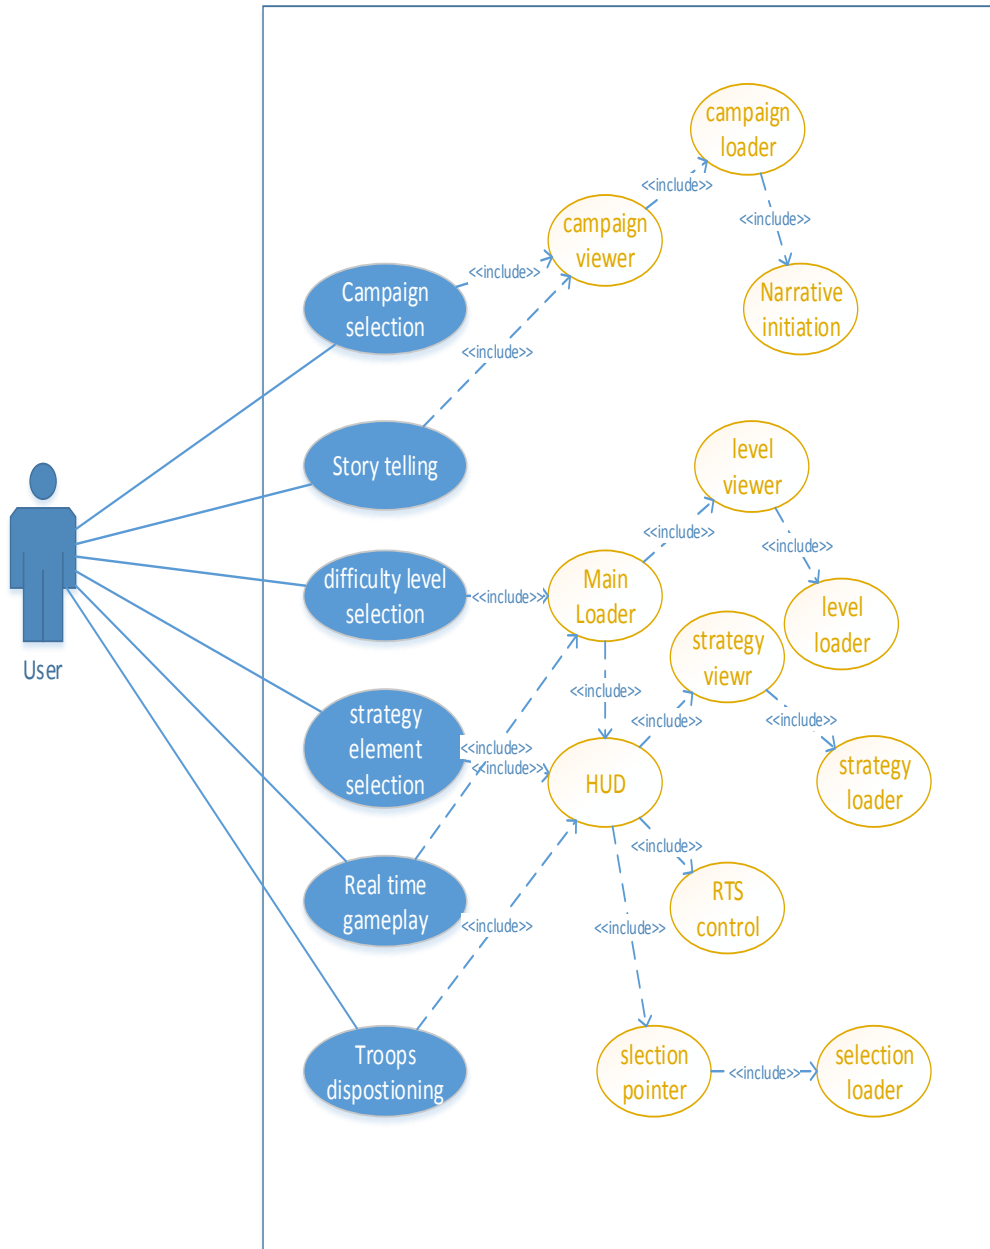 campaign
loader
<<include>>
campaign
viewer
<<include>>
<<include>>
Campaign
selection
Narrative
initiation
<<include>>
Story telling
level
viewer
<<include>>
<<include>>
difficulty level
selection
<<include>>
Main
Loader
level
loader
User
strategy
viewr
<<include>>
<<include>>
<<include>>
strategy
element
selection
<<include>>
<<include>>
HUD
strategy
loader
<<include>>
Real time
gameplay
RTS
control
<<include>>
<<include>>
Troops
dispostioning
slection
pointer
<<include>>
selection
loader